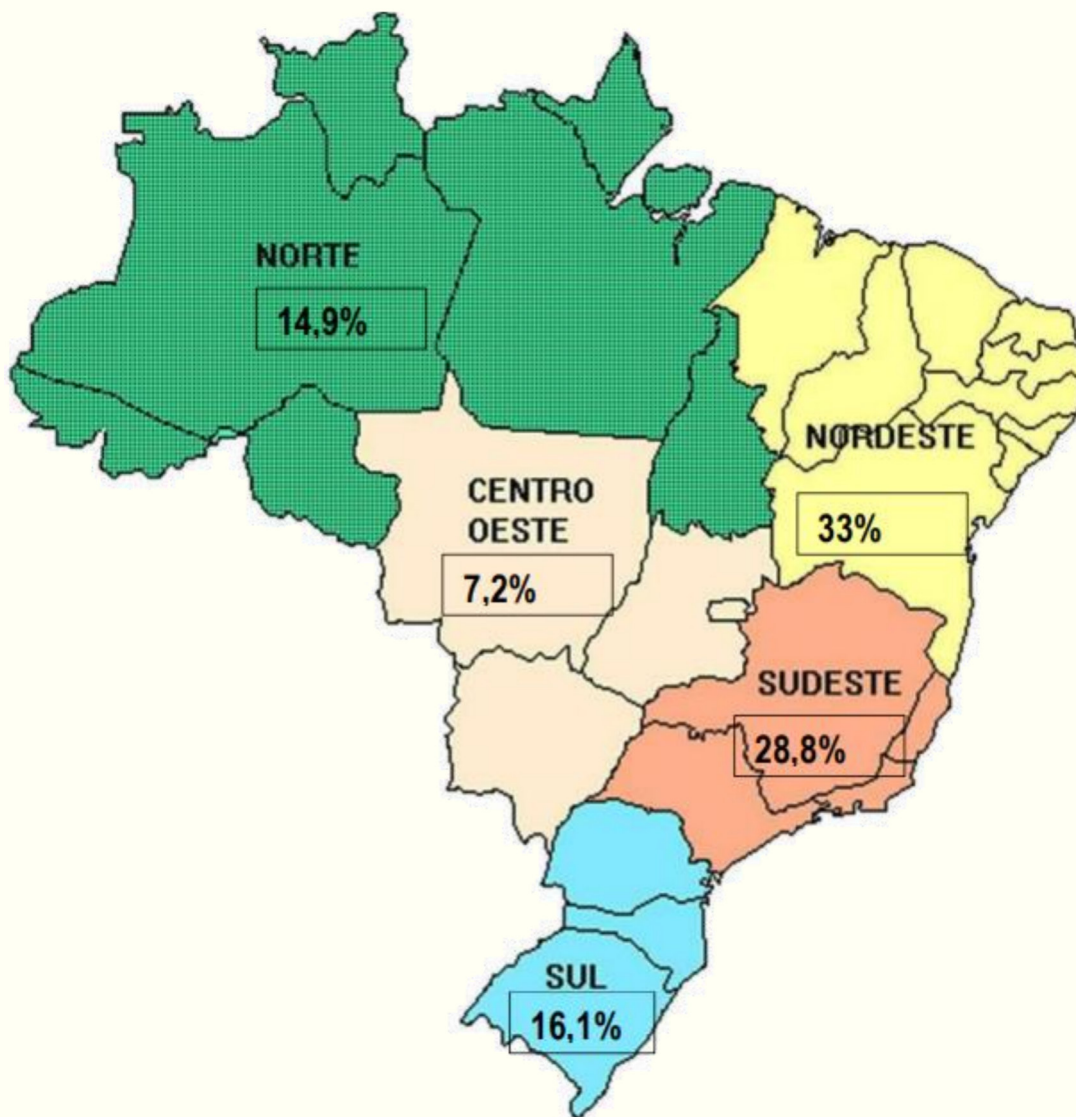 NORTE
14,9%
NORDESTE
33%
CENTRO
OESTE
7,2%
SUDESTE
28,8%
SUL
16,1%